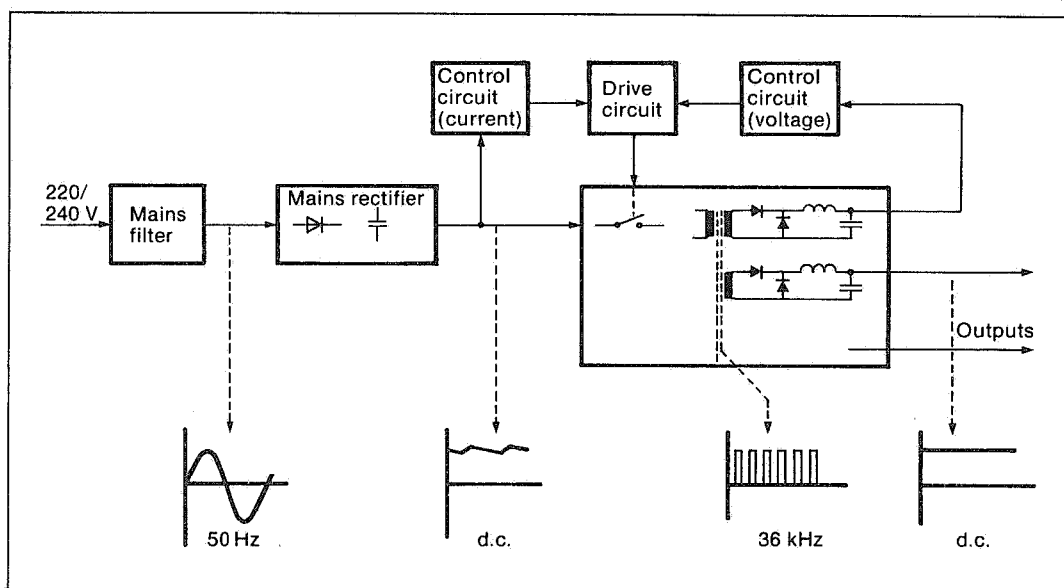 Control
circuit
(current)
Drive
circuit
Control
circuit
(voltage)
220/
240 V
Mains
filter
Mains rectifier
Outputs
50 Hz
d.c.
36 kHz
d.c.